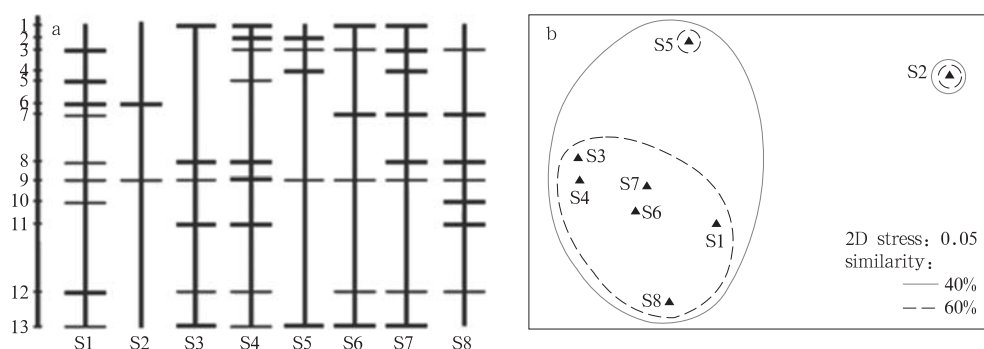 a
1
2
3
4
5
6
7
8
9
10
11
12
13
S1 S2 S3 S4 S5 S6 S7 S8
b
S5
S2
S3
S4
S7
S6
S1
S8
2D stress: 0.05
similarity:
40%
60%